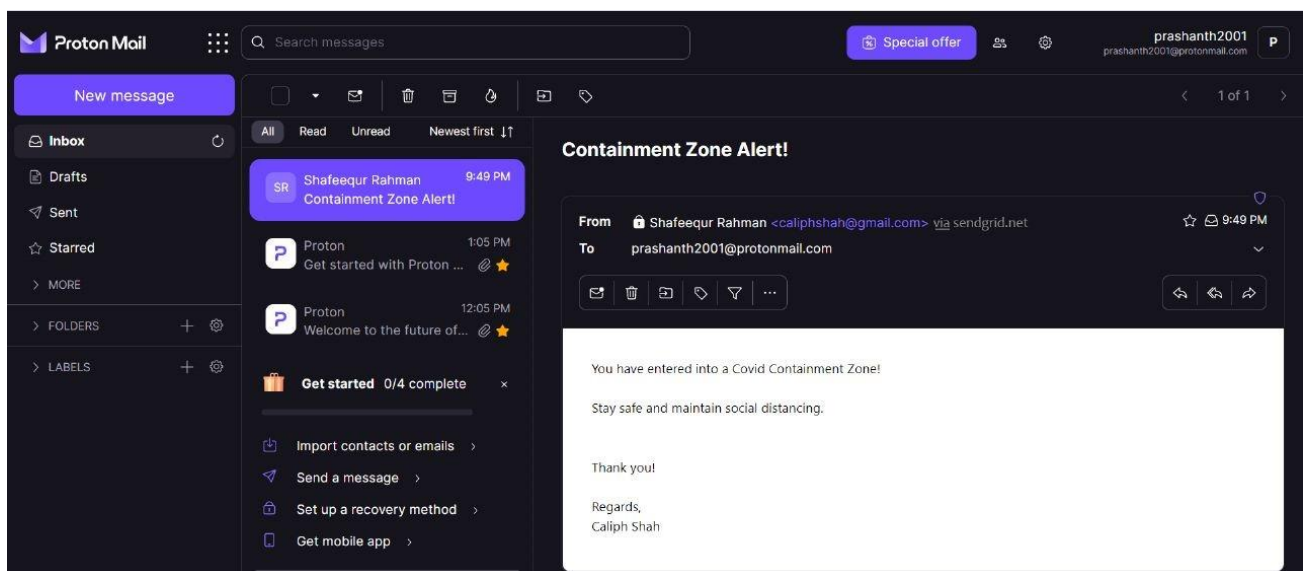 Proton Mail
Search messages
Special offer
prashanth2001
prashanth2001@protonmail.com
P
New message
1 of 1
Inbox
Drafts
Sent
Starred
MORE
FOLDERS
LABELS
All Read Unread Newest first
SR
Shafeequr Rahman 9:49 PM
Containment Zone Alert!
Proton 1:05 PM
Get started with Proton ...
Proton 12:05 PM
Welcome to the future of...
Get started 0/4 complete
Import contacts or emails
Send a message
Set up a recovery method
Get mobile app
Containment Zone Alert!
From Shafeequr Rahman <caliphshah@gmail.com> via sendgrid.net 9:49 PM
To prashanth2001@protonmail.com
You have entered into a Covid Containment Zone!
Stay safe and maintain social distancing.
Thank you!
Regards,
Caliph Shah